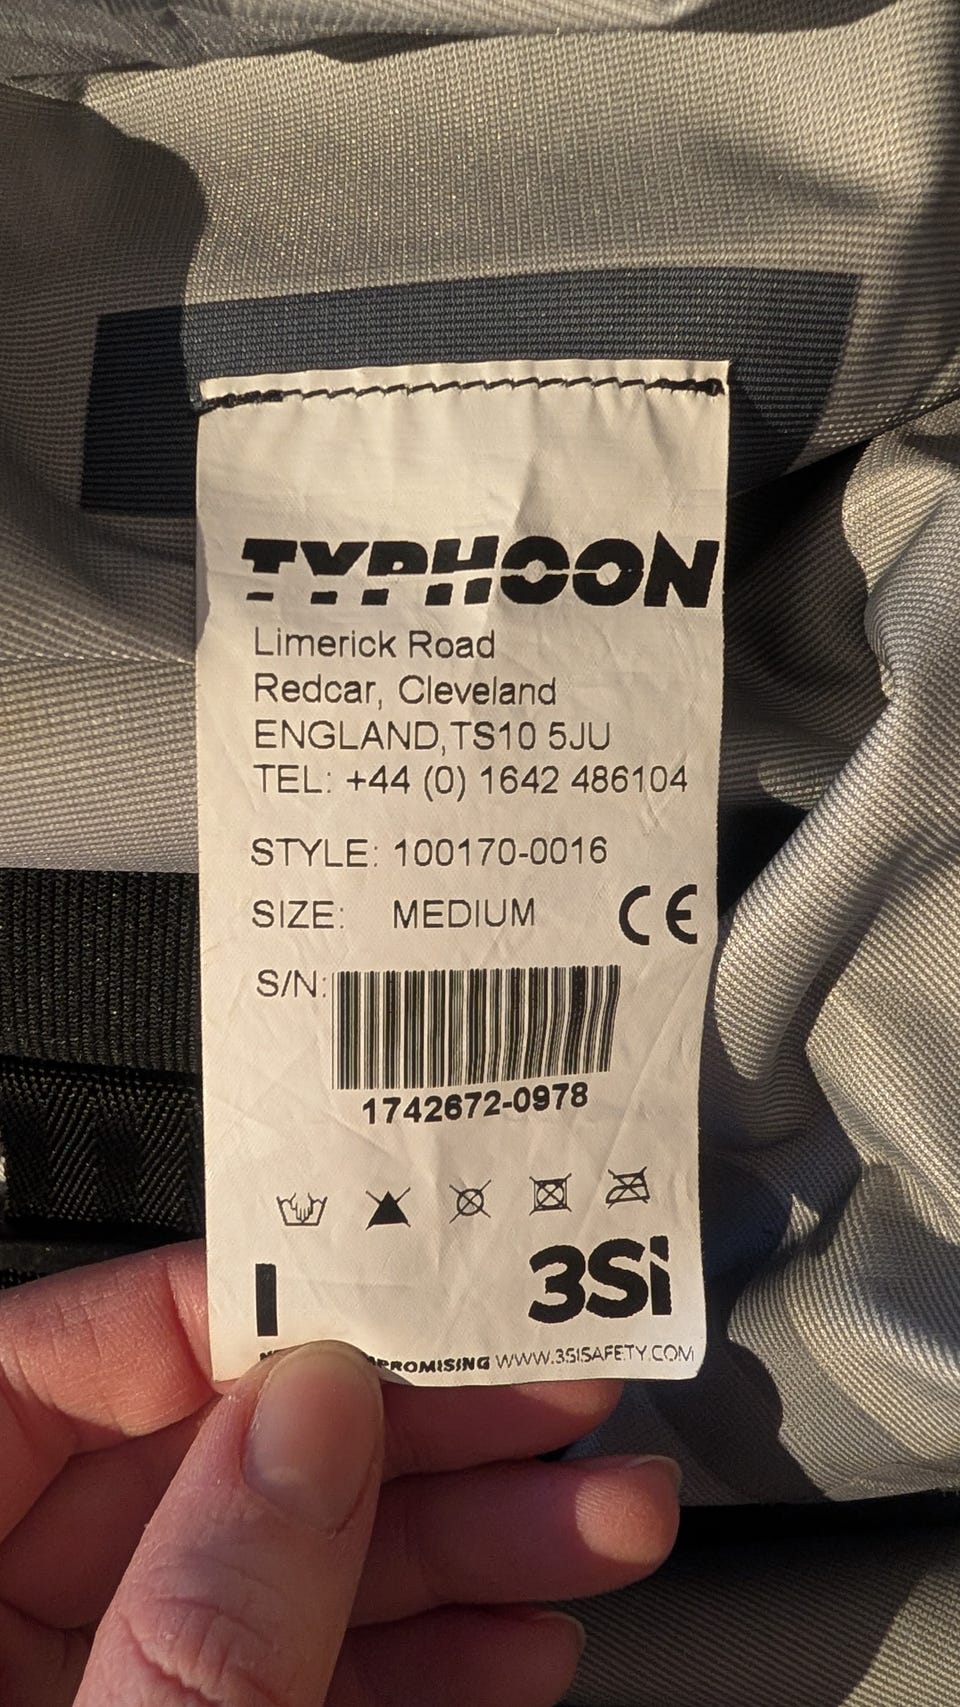 TYPHOON
Limerick Road
Redcar, Cleveland
ENGLAND, TS10 5JU
TEL: +44 (0) 1642 486104
STYLE: 100170-0016
SIZE: MEDIUM CE
S/N:
1742672-0978
3Si
WWW.3SISAFETY.COM